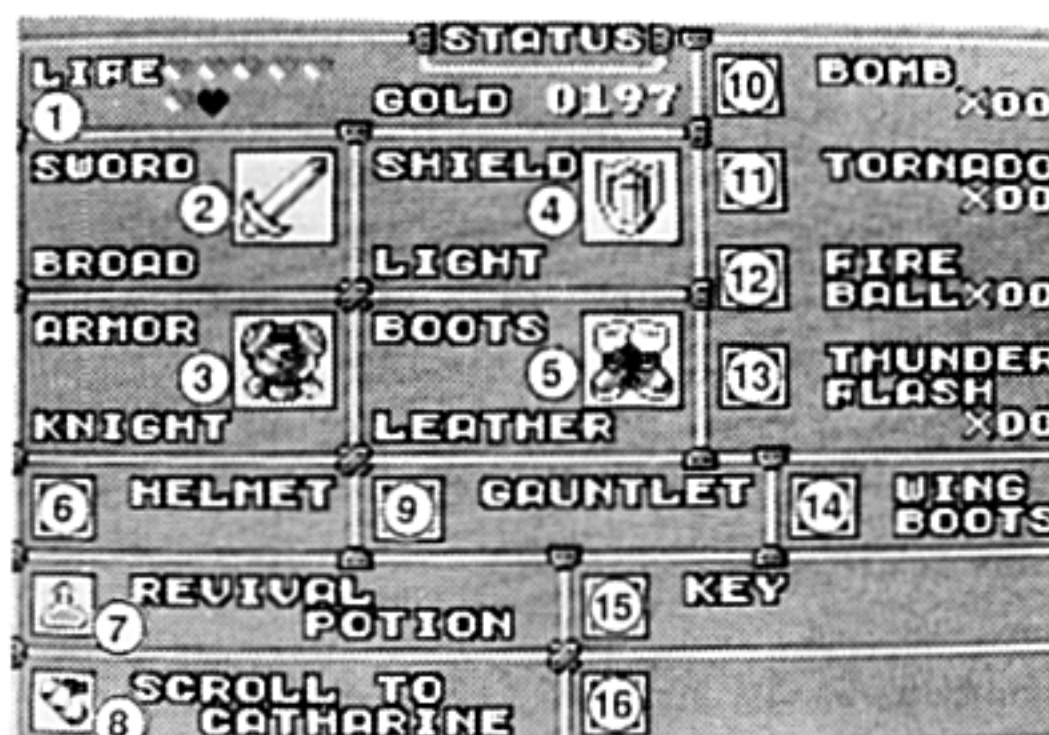 STATUS
LIFE
1
GOLD 0197
SWORD
2
BROAD
SHIELD
4
LIGHT
ARMOR
3
KNIGHT
BOOTS
5
LEATHER
10
BOMB
×00
11
TORNADO
×00
12
FIRE
BALL×00
13
THUNDER
FLASH
×00
6
HELMET
9
GAUNTLET
14
WING
BOOTS
7
REVIVAL
POTION
15
KEY
8
SCROLL TO
CATHARINE
16